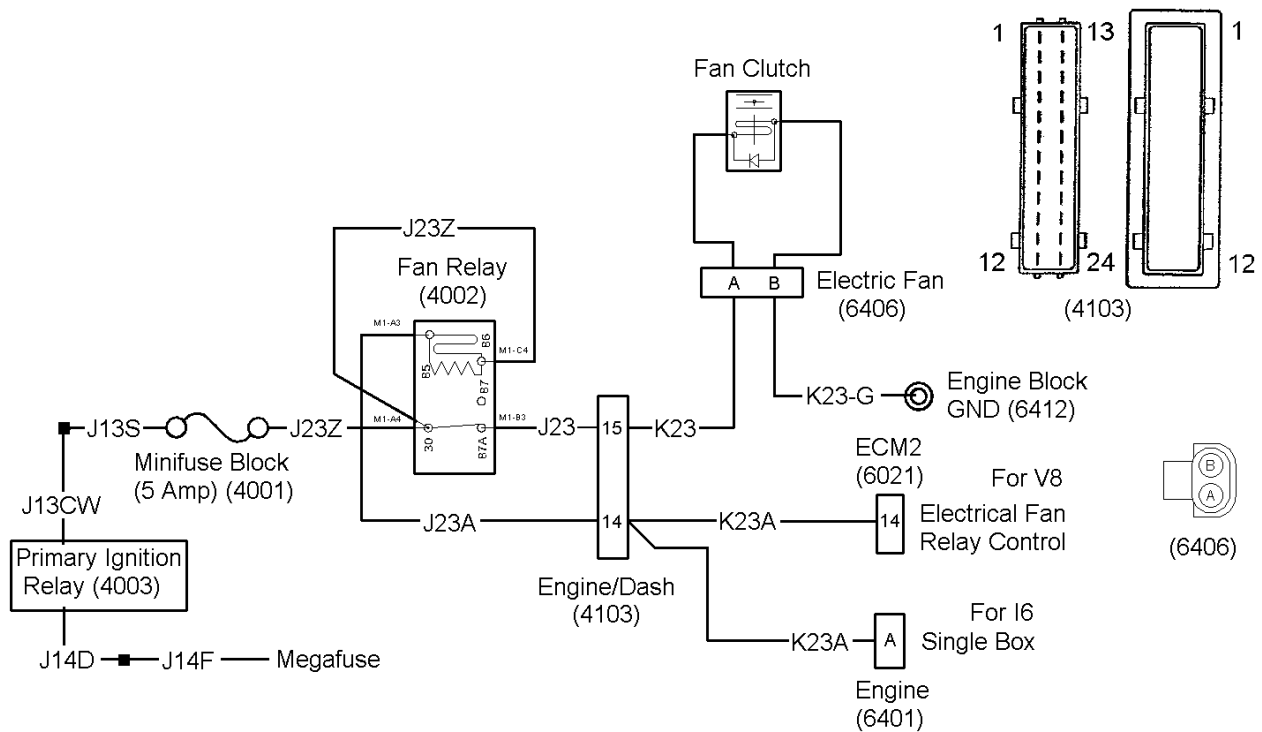 1
13
1
Fan Clutch
J23Z
Fan Relay
(4002)
M1-A3
B6
M1-C4
B5
B7
A
B
Electric Fan
(6406)
12
24
12
(4103)
K23-G
Engine Block
GND (6412)
J13S
J23Z
M1-A4
30
M1-B3
B7A
J23
15
K23
Minifuse Block
(5 Amp) (4001)
ECM2
(6021)
For V8
B
A
(6406)
J13CW
J23A
14
K23A
14
Electrical Fan
Relay Control
Primary Ignition
Relay (4003)
Engine/Dash
(4103)
For I6
Single Box
K23A
A
J14D
J14F
Megafuse
Engine
(6401)